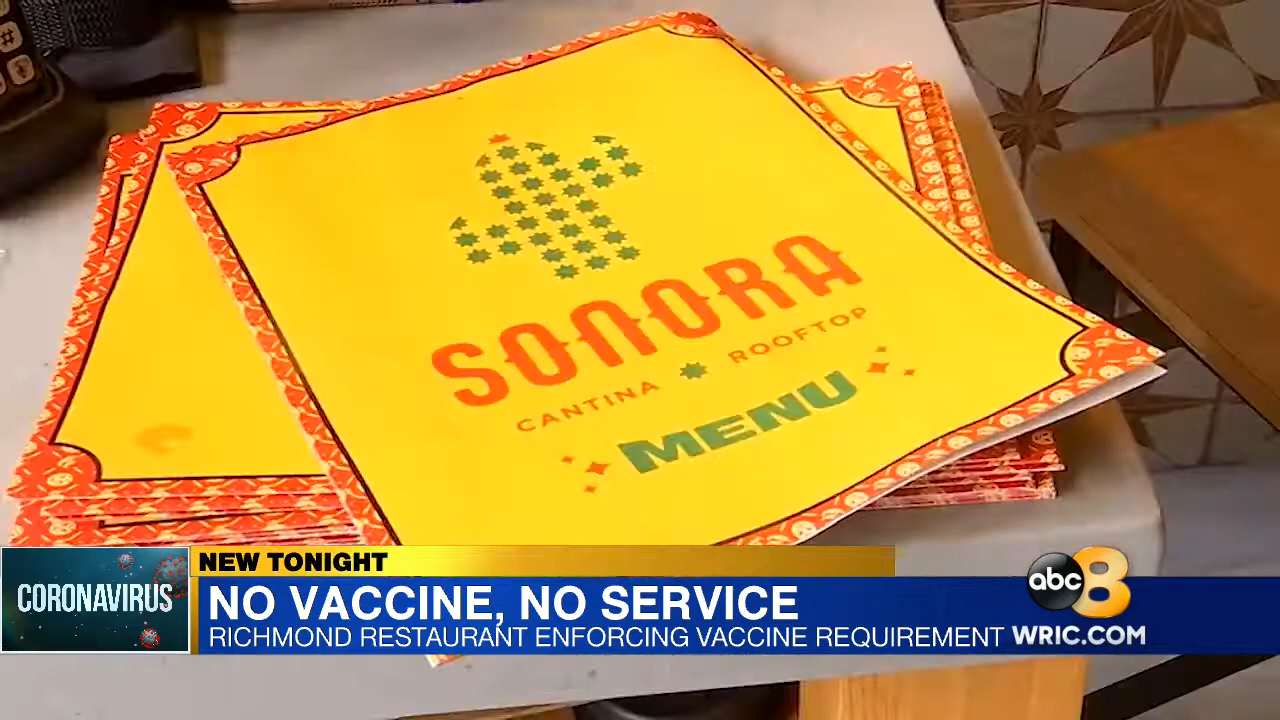 SONORA
CANTINA ROOFTOP
MENU
CORONAVIRUS
NEW TONIGHT
NO VACCINE, NO SERVICE
RICHMOND RESTAURANT ENFORCING VACCINE REQUIREMENT
abc 8
WRIC.COM